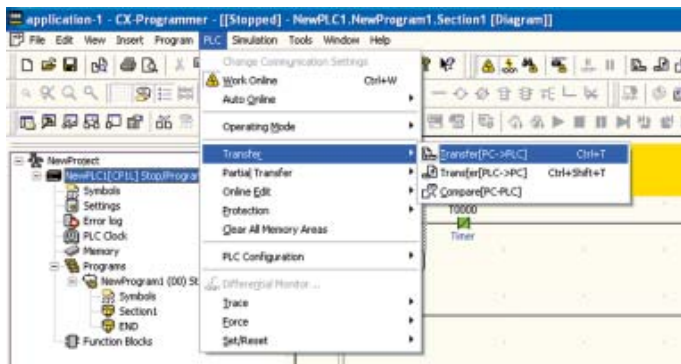 application-1 - CX-Programmer - [[Stopped] - NewPLC1.NewProgram1.Section1 [Diagram]]
File Edit View Insert Program PLC Simulation Tools Window Help
Change Communication Settings
Work Online Ctrl+W
Auto Online
Operating Mode
Transfer
Transfer[PC->PLC] Ctrl+T
Partial Transfer
Transfer[PLC->PC] Ctrl+Shift+T
Online Edit
Compare[PC-PLC]
Protection
Clear All Memory Areas
PLC Configuration
Differential Monitor ...
Trace
Force
Set/Reset
NewProject
NewPLC1[CP1L] Stop/Program
Symbols
Settings
Error log
PLC Clock
Memory
Programs
NewProgram1 (00) St
Symbols
Section1
END
Function Blocks
T0000
Timer